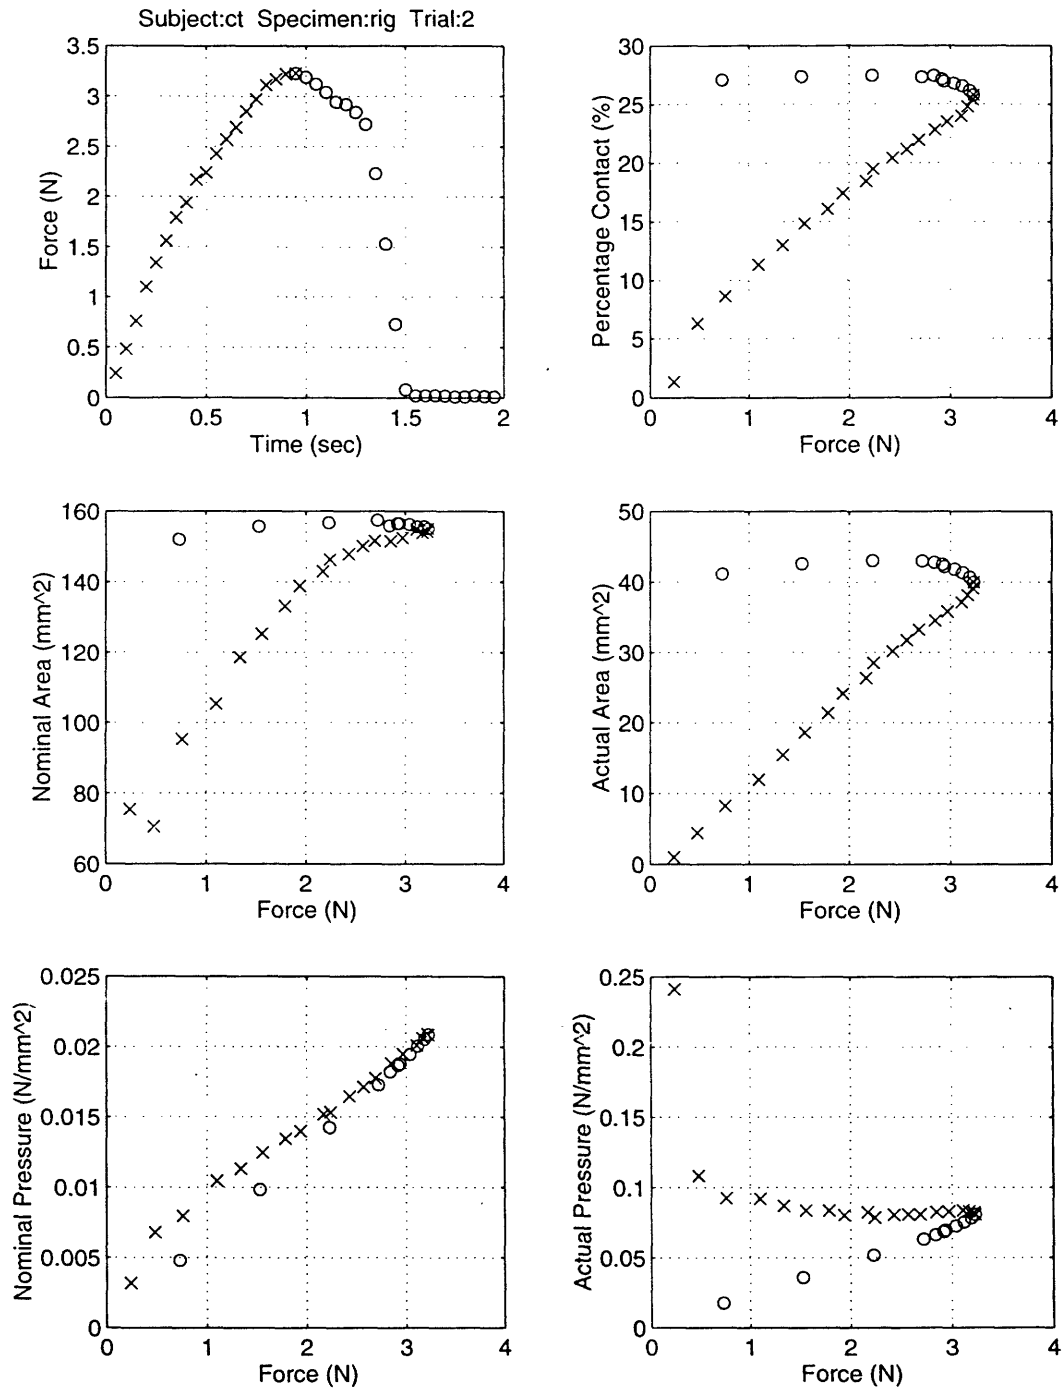 Subject:ct Specimen:rig Trial:2
3.5
3
2.5
2
1.5
1
0.5
0
0 0.5 1 1.5 2
Force (N)
Time (sec)
30
25
20
15
10
5
0
0 1 2 3 4
Percentage Contact (%)
Force (N)
160
140
120
100
80
60
0 1 2 3 4
Nominal Area (mm^2)
Force (N)
50
40
30
20
10
0
0 1 2 3 4
Actual Area (mm^2)
Force (N)
0.025
0.02
0.015
0.01
0.005
0
0 1 2 3 4
Nominal Pressure (N/mm^2)
Force (N)
0.25
0.2
0.15
0.1
0.05
0
0 1 2 3 4
Actual Pressure (N/mm^2)
Force (N)